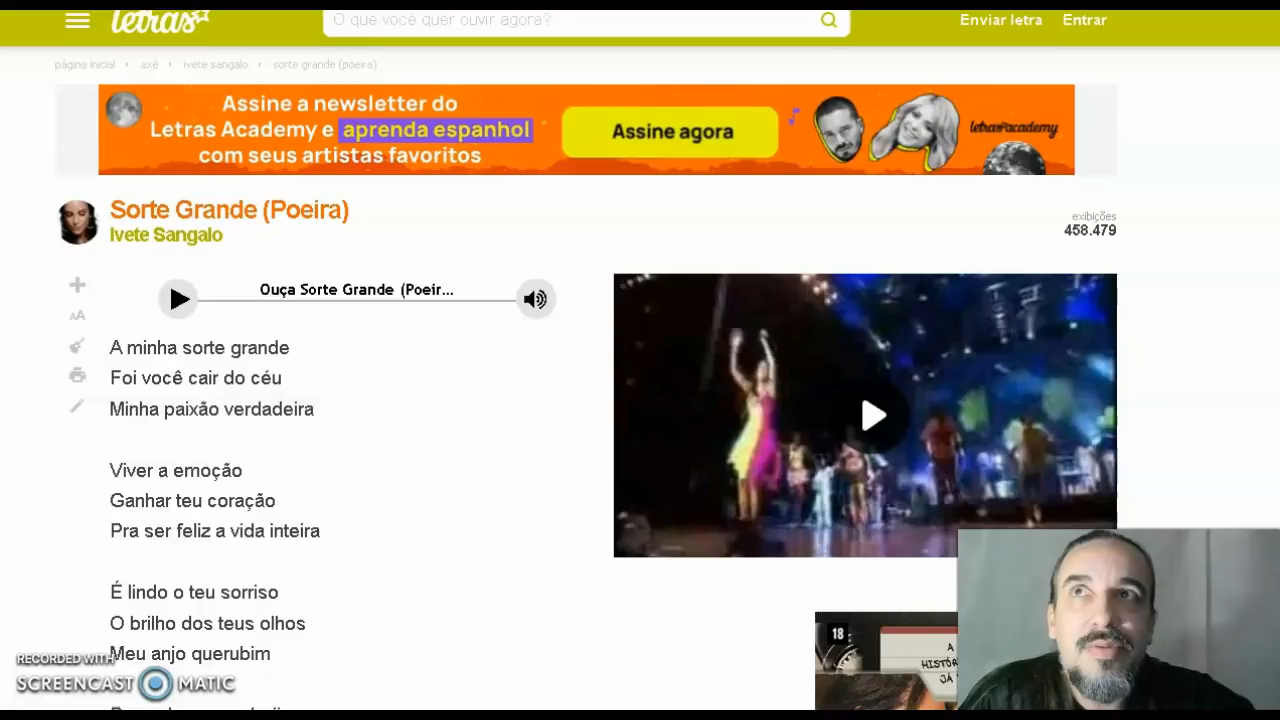 letras
O que você quer ouvir agora?
Enviar letra
Entrar
página inicial
axé
ivete sangalo
sorte grande (poeira)
Assine a newsletter do
Letras Academy e aprenda espanhol
com seus artistas favoritos
Assine agora
letras academy
Sorte Grande (Poeira)
Ivete Sangalo
exibições
458.479
Ouça Sorte Grande (Poeir...
AA
A minha sorte grande
Foi você cair do céu
Minha paixão verdadeira
Viver a emoção
Ganhar teu coração
Pra ser feliz a vida inteira
É lindo o teu sorriso
O brilho dos teus olhos
Meu anjo querubim
18
A
HISTÓR
JÁ
RECORDED WITH
SCREENCAST MATIC